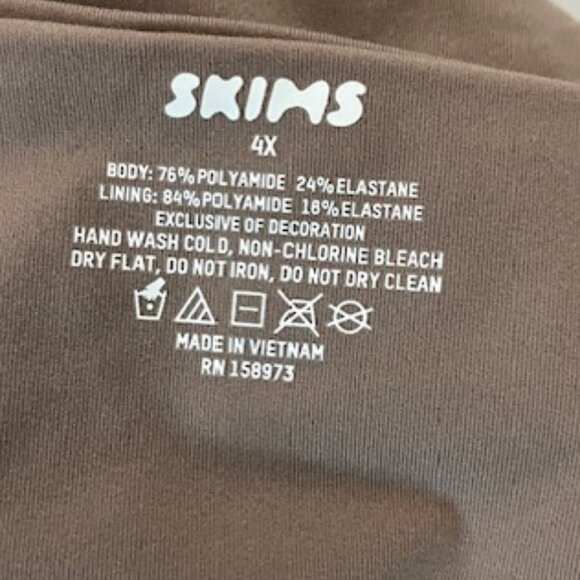 SKIMS
4X
BODY: 76% POLYAMIDE 24% ELASTANE
LINING: 84% POLYAMIDE 18% ELASTANE
EXCLUSIVE OF DECORATION
HAND WASH COLD, NON-CHLORINE BLEACH
DRY FLAT, DO NOT IRON, DO NOT DRY CLEAN
MADE IN VIETNAM
RN 158973